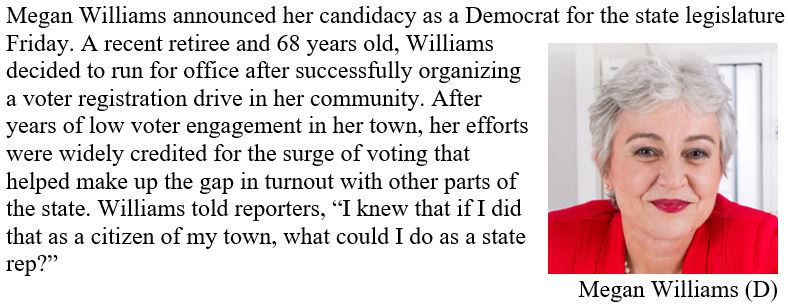 Megan Williams announced her candidacy as a Democrat for the state legislature
Friday. A recent retiree and 68 years old, Williams
decided to run for office after successfully organizing
a voter registration drive in her community. After
years of low voter engagement in her town, her efforts
were widely credited for the surge of voting that
helped make up the gap in turnout with other parts of
the state. Williams told reporters, “I knew that if I did
that as a citizen of my town, what could I do as a state
rep?”
Megan Williams (D)